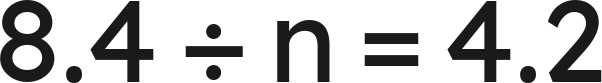 8.4 ÷ n = 4.2